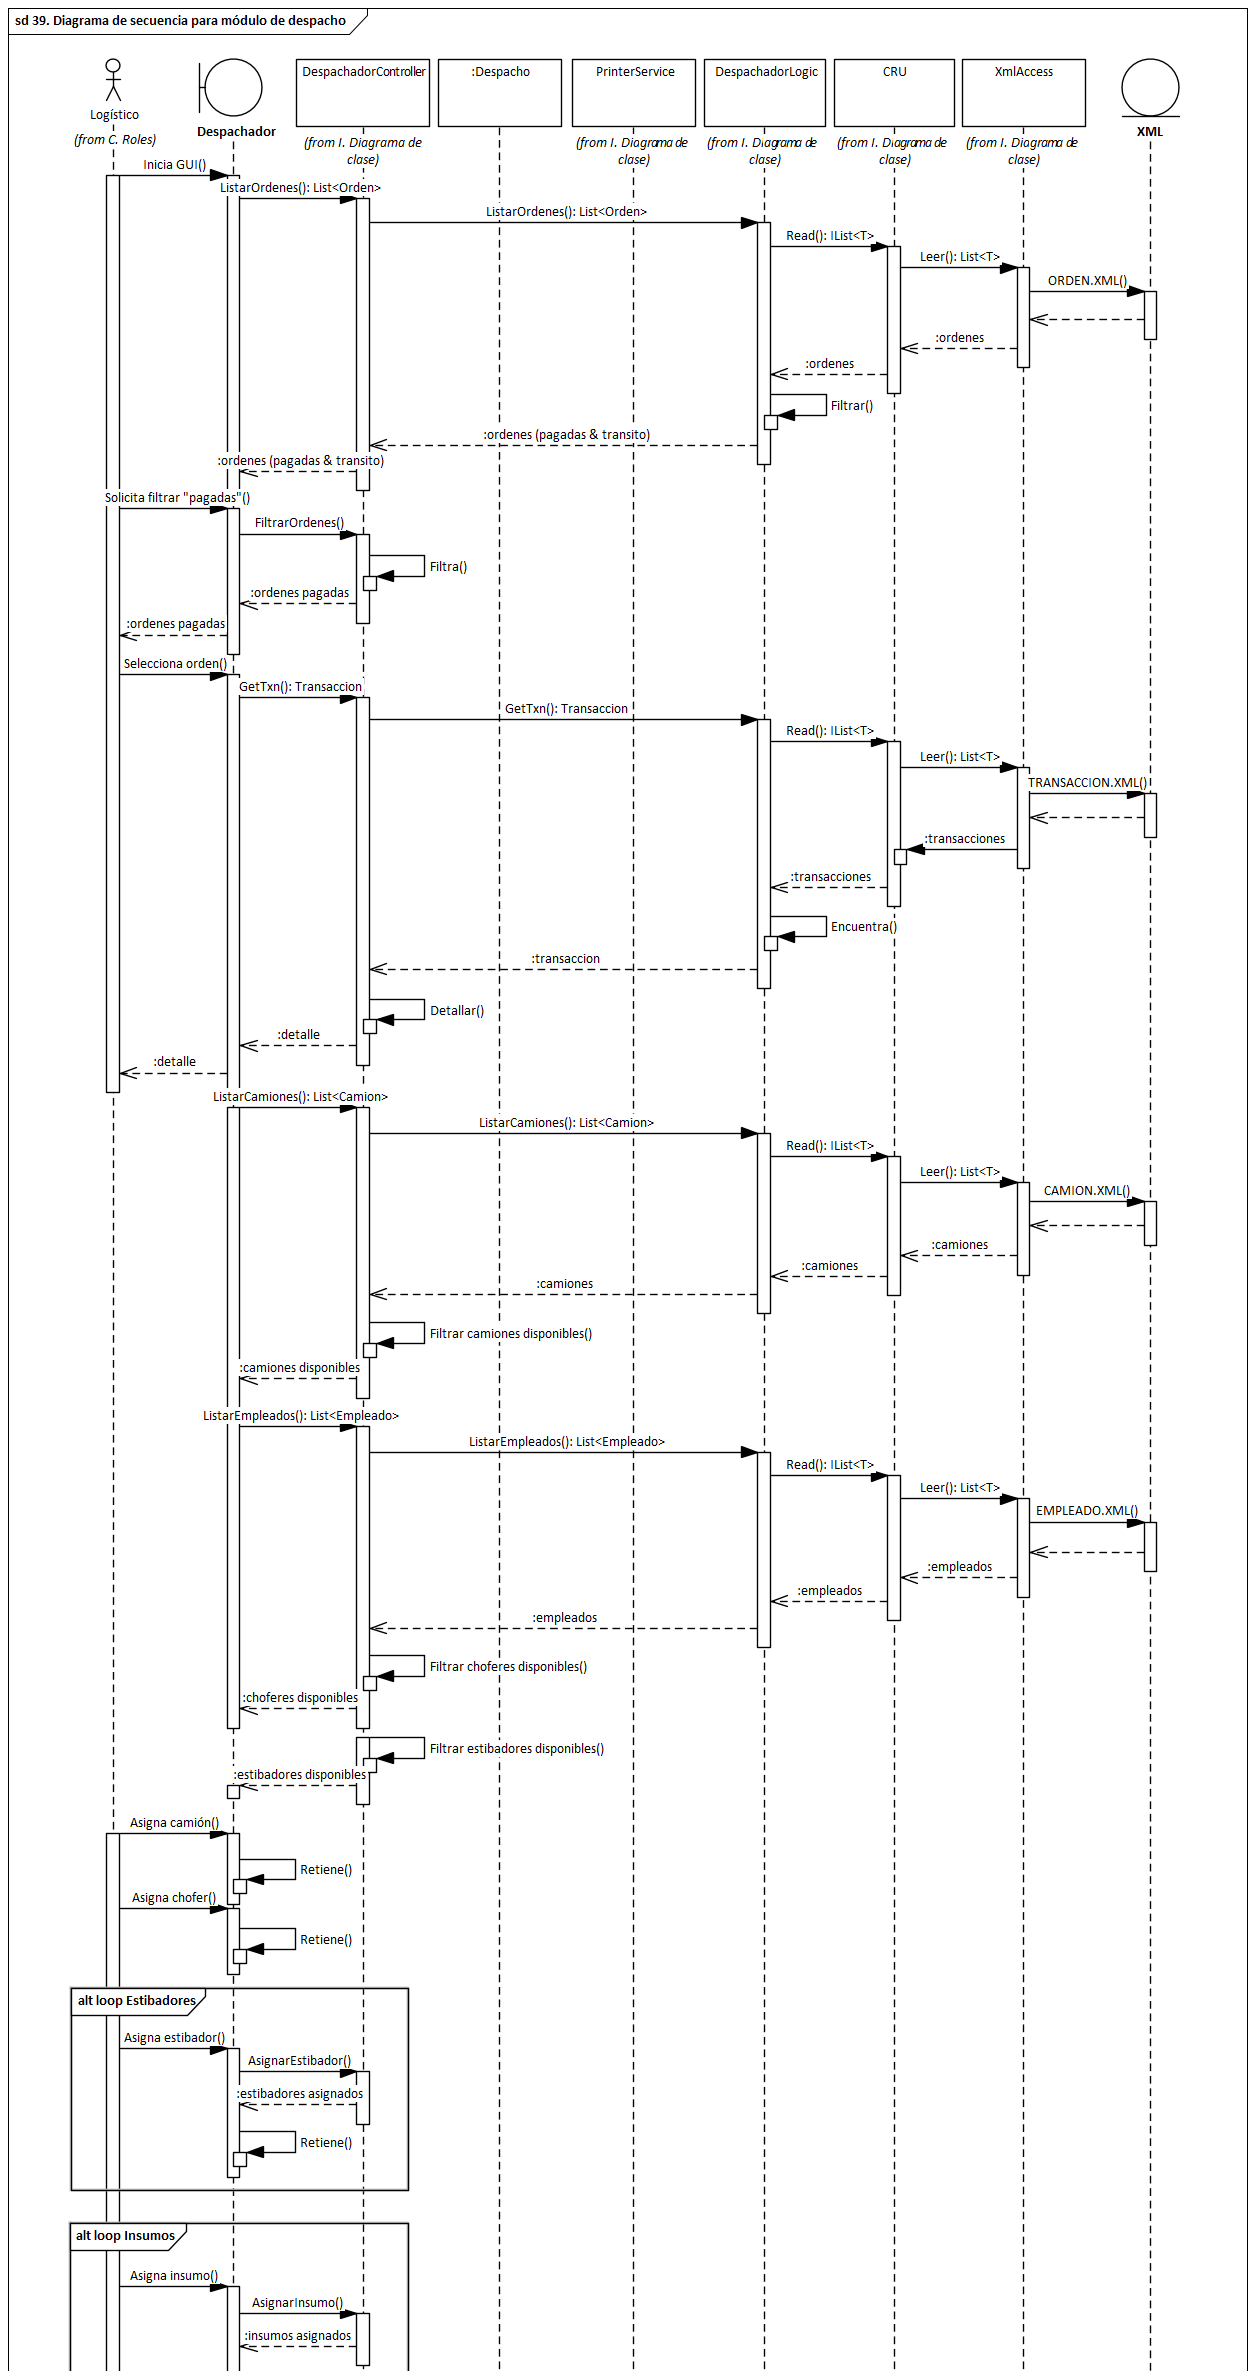 sd 39. Diagrama de secuencia para módulo de despacho
Logístico
(from C. Roles)
Despachador
DespachadorController
(from I. Diagrama de
clase)
:Despacho
PrinterService
(from I. Diagrama de
clase)
DespachadorLogic
(from I. Diagrama de
clase)
CRU
(from I. Diagrama de
clase)
XmlAccess
(from I. Diagrama de
clase)
XML
Inicia GUI()
ListarOrdenes(): List<Orden>
ListarOrdenes(): List<Orden>
Read(): IList<T>
Leer(): List<T>
ORDEN.XML()
:ordenes
:ordenes
Filtrar()
:ordenes (pagadas & transito)
:ordenes (pagadas & transito)
Solicita filtrar "pagadas"()
FiltrarOrdenes()
Filtra()
:ordenes pagadas
:ordenes pagadas
Selecciona orden()
GetTxn(): Transaccion
GetTxn(): Transaccion
Read(): IList<T>
Leer(): List<T>
TRANSACCION.XML()
:transacciones
:transacciones
Encuentra()
:transaccion
Detallar()
:detalle
:detalle
ListarCamiones(): List<Camion>
ListarCamiones(): List<Camion>
Read(): IList<T>
Leer(): List<T>
CAMION.XML()
:camiones
:camiones
:camiones
Filtrar camiones disponibles()
:camiones disponibles
ListarEmpleados(): List<Empleado>
ListarEmpleados(): List<Empleado>
Read(): IList<T>
Leer(): List<T>
EMPLEADO.XML()
:empleados
:empleados
:empleados
Filtrar choferes disponibles()
:choferes disponibles
Filtrar estibadores disponibles()
:estibadores disponibles
Asigna camión()
Retiene()
Asigna chofer()
Retiene()
alt loop Estibadores
Asigna estibador()
AsignarEstibador()
:estibadores asignados
Retiene()
alt loop Insumos
Asigna insumo()
AsignarInsumo()
:insumos asignados